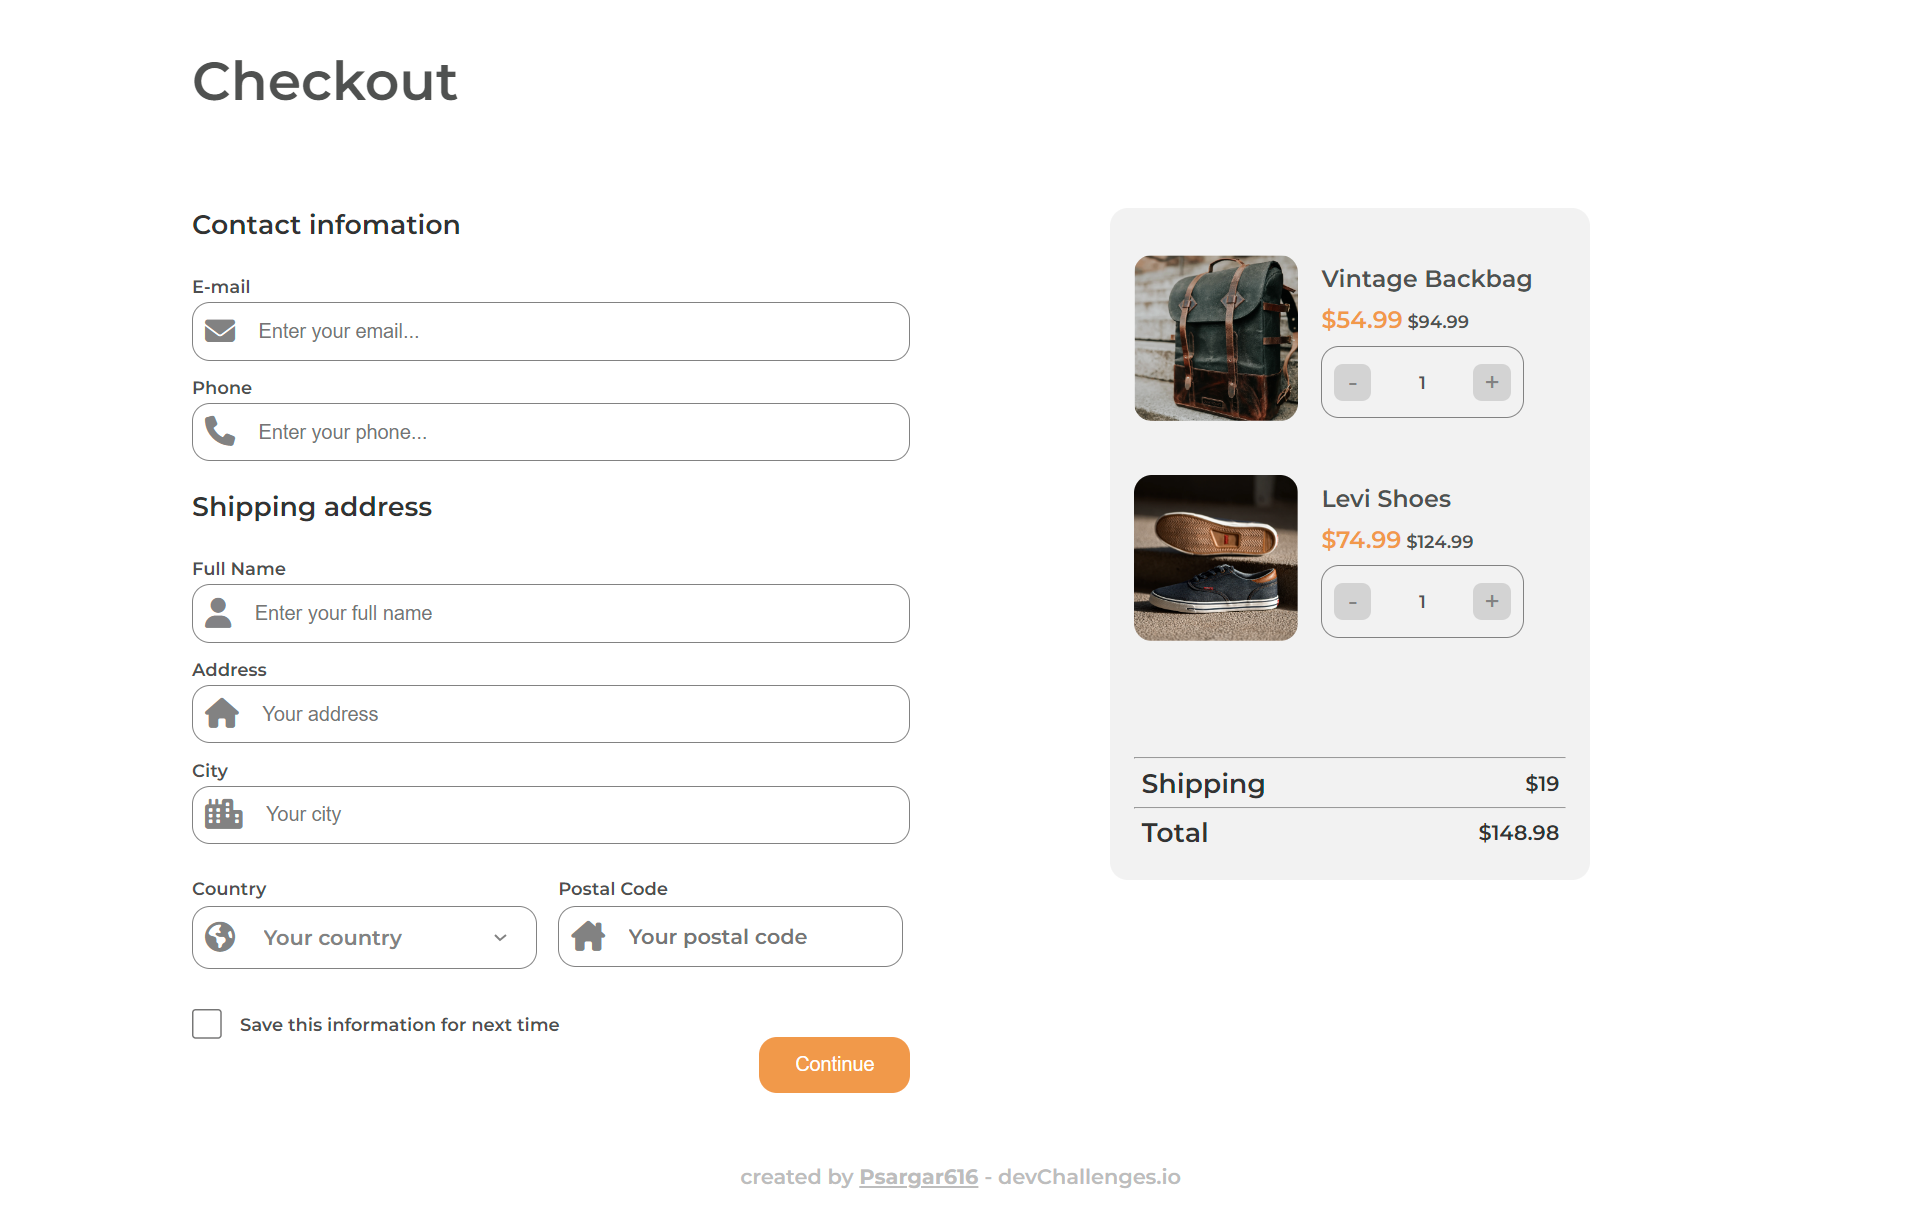 Checkout
Contact infomation
E-mail
Enter your email...
Phone
Enter your phone...
Shipping address
Full Name
Enter your full name
Address
Your address
City
Your city
Country
Your country
Postal Code
Your postal code
Save this information for next time
Continue
Vintage Backbag
$54.99 $94.99
- 1 +
Levi Shoes
$74.99 $124.99
- 1 +
Shipping $19
Total $148.98
created by Psargar616 - devChallenges.io